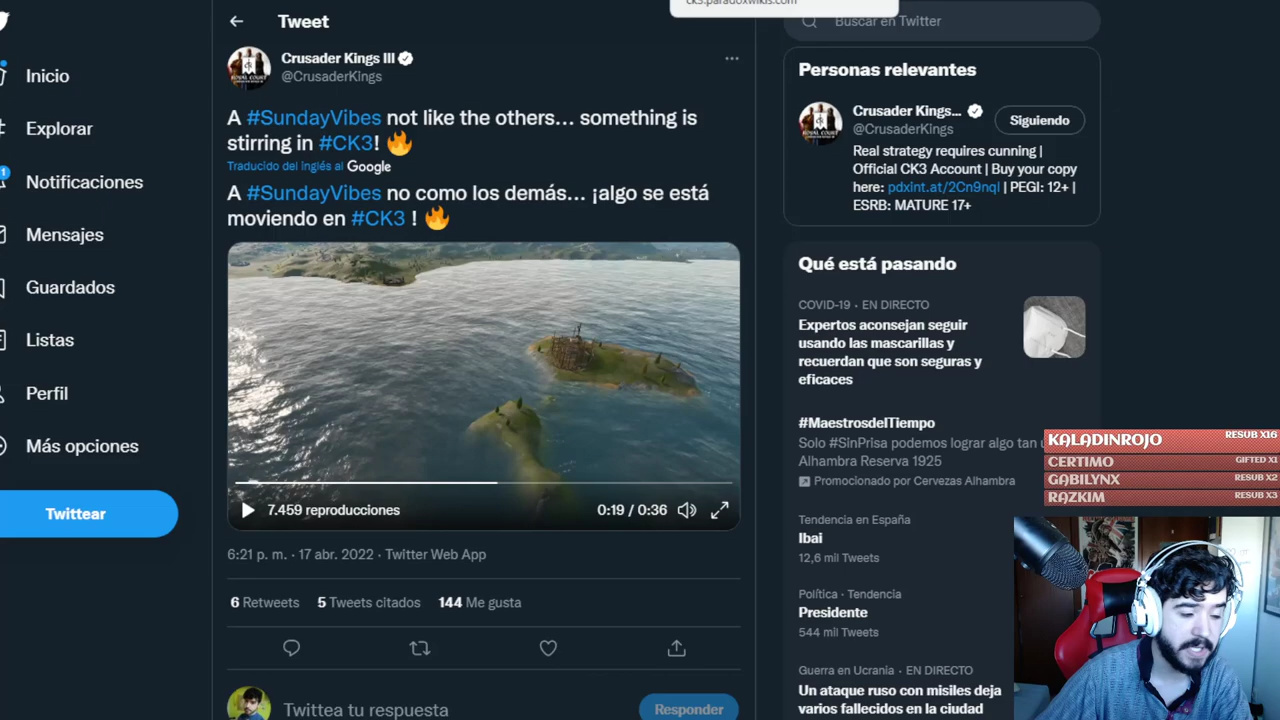 ck3.paradoxwikis.com
Tweet
Buscar en Twitter
Inicio
Explorar
1
Notificaciones
Mensajes
Guardados
Listas
Perfil
Más opciones
Twittear
Crusader Kings III
@CrusaderKings
A #SundayVibes not like the others... something is
stirring in #CK3! 🔥
Traducido del inglés al Google
A #SundayVibes no como los demás... ¡algo se está
moviendo en #CK3 ! 🔥
7.459 reproducciones
0:19 / 0:36
6:21 p. m. · 17 abr. 2022 · Twitter Web App
6 Retweets 5 Tweets citados 144 Me gusta
Twittea tu respuesta
Responder
Personas relevantes
ROYAL COURT
Crusader Kings...
@CrusaderKings
Siguiendo
Real strategy requires cunning |
Official CK3 Account | Buy your copy
here: pdxint.at/2Cn9nql | PEGI: 12+ |
ESRB: MATURE 17+
Qué está pasando
COVID-19 · EN DIRECTO
Expertos aconsejan seguir
usando las mascarillas y
recuerdan que son seguras y
eficaces
#MaestrosdelTiempo
Solo #SinPrisa podemos lograr algo tan
Alhambra Reserva 1925
Promocionado por Cervezas Alhambra
Tendencia en España
Ibai
12,6 mil Tweets
Política · Tendencia
Presidente
544 mil Tweets
Guerra en Ucrania · EN DIRECTO
Un ataque ruso con misiles deja
varios fallecidos en la ciudad
KALADINROJO RESUB X16
CERTIMO GIFTED X1
GABILYNX RESUB X2
RAZKIM RESUB X3